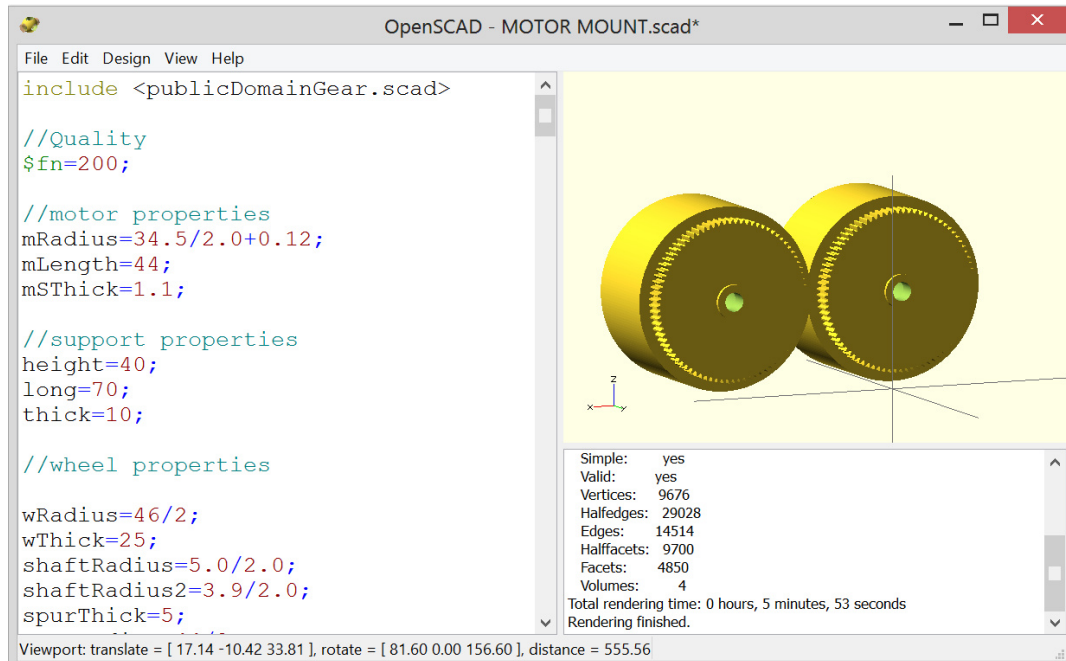 OpenSCAD - MOTOR MOUNT.scad*
File Edit Design View Help
include <publicDomainGear.scad>
//Quality
$fn=200;
//motor properties
mRadius=34.5/2.0+0.12;
mLength=44;
mSThick=1.1;
//support properties
height=40;
long=70;
thick=10;
//wheel properties
wRadius=46/2;
wThick=25;
shaftRadius=5.0/2.0;
shaftRadius2=3.9/2.0;
spurThick=5;
z
x
y
Simple: yes
Valid: yes
Vertices: 9676
Halfedges: 29028
Edges: 14514
Halffacets: 9700
Facets: 4850
Volumes: 4
Total rendering time: 0 hours, 5 minutes, 53 seconds
Rendering finished.
Viewport: translate = [ 17.14 -10.42 33.81 ], rotate = [ 81.60 0.00 156.60 ], distance = 555.56